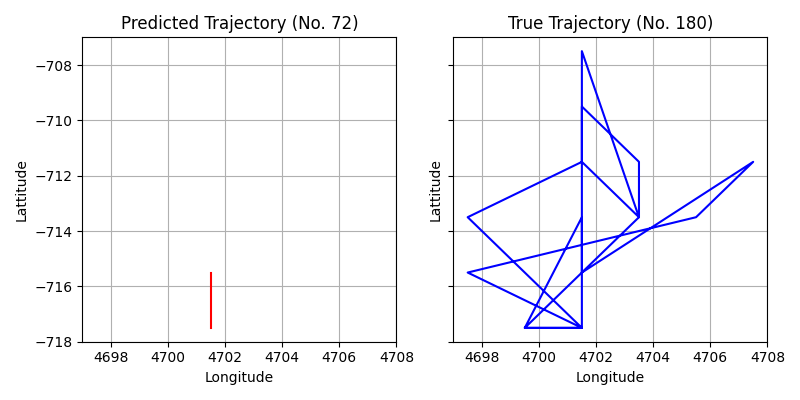 Predicted Trajectory (No. 72)
True Trajectory (No. 180)
−708
−710
−712
−714
−716
−718
Lattitude
4698 4700 4702 4704 4706 4708
Longitude
Lattitude
4698 4700 4702 4704 4706 4708
Longitude